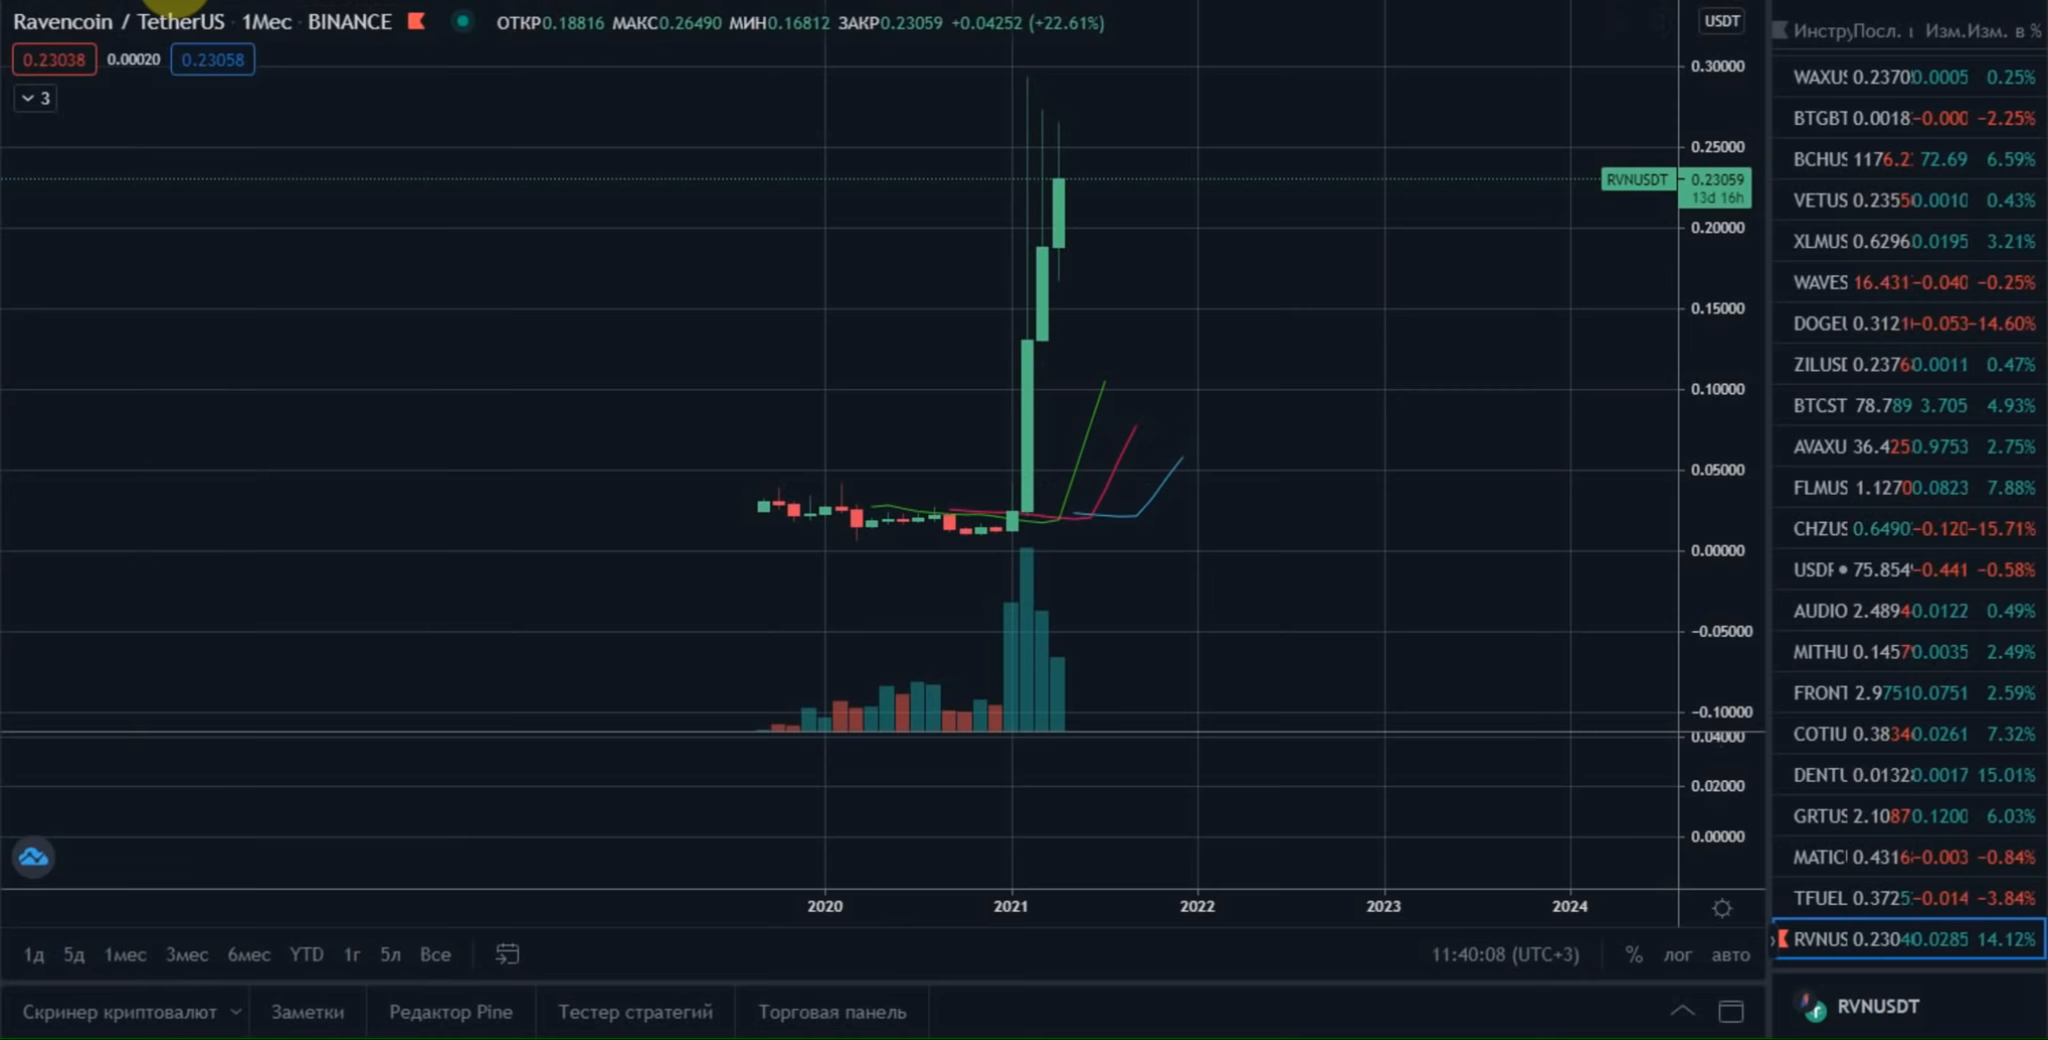 Ravencoin / TetherUS · 1Мес · BINANCE ОТКР0.18816 МАКС0.26490 МИН0.16812 ЗАКР0.23059 +0.04252 (+22.61%)
0.23038 0.00020 0.23058
3
USDT
0.30000
0.25000
RVNUSDT 0.23059
13d 16h
0.20000
0.15000
0.10000
0.05000
0.00000
−0.05000
−0.10000
0.04000
0.02000
0.00000
2020 2021 2022 2023 2024
1д 5д 1мес 3мес 6мес YTD 1г 5л Все 11:40:08 (UTC+3) % лог авто
Скринер криптовалют Заметки Редактор Pine Тестер стратегий Торговая панель
Инстру Посл. Изм. Изм. в %
WAXUS 0.2370 0.0005 0.25%
BTGBT 0.0018 −0.000 −2.25%
BCHUS 1176.2 72.69 6.59%
VETUS 0.2355 0.0010 0.43%
XLMUS 0.6296 0.0195 3.21%
WAVES 16.431 −0.040 −0.25%
DOGEU 0.3121 −0.053 −14.60%
ZILUSD 0.2376 0.0011 0.47%
BTCST 78.789 3.705 4.93%
AVAXU 36.425 0.9753 2.75%
FLMUS 1.1270 0.0823 7.88%
CHZUS 0.6490 −0.120 −15.71%
USDR 75.854 −0.441 −0.58%
AUDIO 2.4894 0.0122 0.49%
MITHU 0.1457 0.0035 2.49%
FRONT 2.9751 0.0751 2.59%
COTIU 0.3834 0.0261 7.32%
DENTU 0.0132 0.0017 15.01%
GRTUS 2.1087 0.1200 6.03%
MATIC 0.4316 −0.003 −0.84%
TFUEL 0.3725 −0.014 −3.84%
RVNUS 0.2304 0.0285 14.12%
RVNUSDT